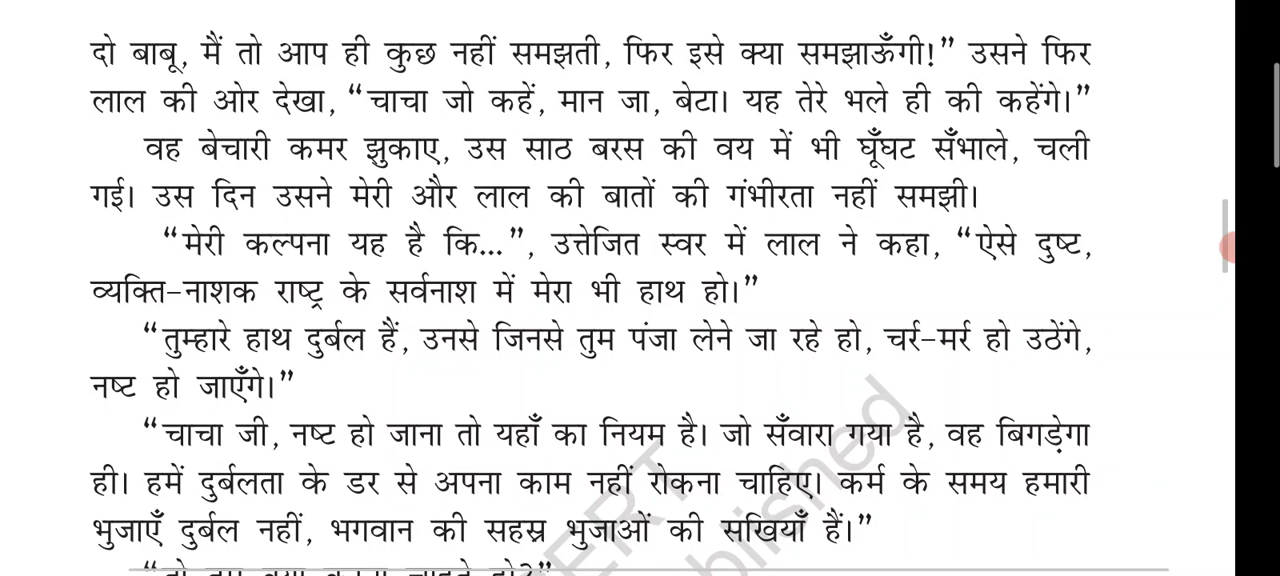 दो बाबू, मैं तो आप ही कुछ नहीं समझती, फिर इसे क्या समझाऊँगी!” उसने फिर
लाल की ओर देखा, “चाचा जो कहें, मान जा, बेटा। यह तेरे भले ही की कहेंगे।”
वह बेचारी कमर झुकाए, उस साठ बरस की वय में भी घूँघट सँभाले, चली
गई। उस दिन उसने मेरी और लाल की बातों की गंभीरता नहीं समझी।
“मेरी कल्पना यह है कि...”, उत्तेजित स्वर में लाल ने कहा, “ऐसे दुष्ट,
व्यक्ति-नाशक राष्ट्र के सर्वनाश में मेरा भी हाथ हो।”
“तुम्हारे हाथ दुर्बल हैं, उनसे जिनसे तुम पंजा लेने जा रहे हो, चर्र-मर्र हो उठेंगे,
नष्ट हो जाएँगे।”
“चाचा जी, नष्ट हो जाना तो यहाँ का नियम है। जो सँवारा गया है, वह बिगड़ेगा
ही। हमें दुर्बलता के डर से अपना काम नहीं रोकना चाहिए। कर्म के समय हमारी
भुजाएँ दुर्बल नहीं, भगवान की सहस्र भुजाओं की सखियाँ हैं।”